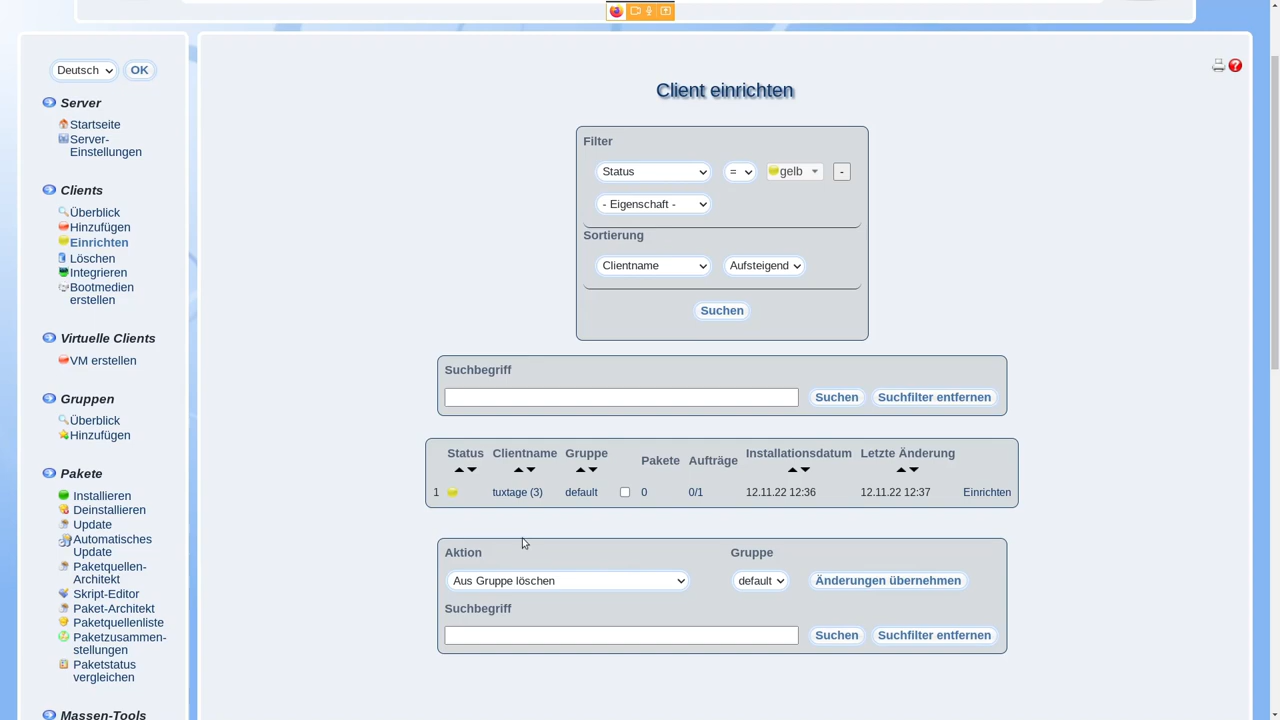 Deutsch OK
Server
Startseite
Server-
Einstellungen
Clients
Überblick
Hinzufügen
Einrichten
Löschen
Integrieren
Bootmedien
erstellen
Virtuelle Clients
VM erstellen
Gruppen
Überblick
Hinzufügen
Pakete
Installieren
Deinstallieren
Update
Automatisches
Update
Paketquellen-
Architekt
Skript-Editor
Paket-Architekt
Paketquellenliste
Paketzusammen-
stellungen
Paketstatus
vergleichen
Massen-Tools
Client einrichten
Filter
Status = gelb -
- Eigenschaft -
Sortierung
Clientname Aufsteigend
Suchen
Suchbegriff
Suchen Suchfilter entfernen
Status Clientname Gruppe Pakete Aufträge Installationsdatum Letzte Änderung
1 tuxtage (3) default 0 0/1 12.11.22 12:36 12.11.22 12:37 Einrichten
Aktion Gruppe
Aus Gruppe löschen default Änderungen übernehmen
Suchbegriff
Suchen Suchfilter entfernen